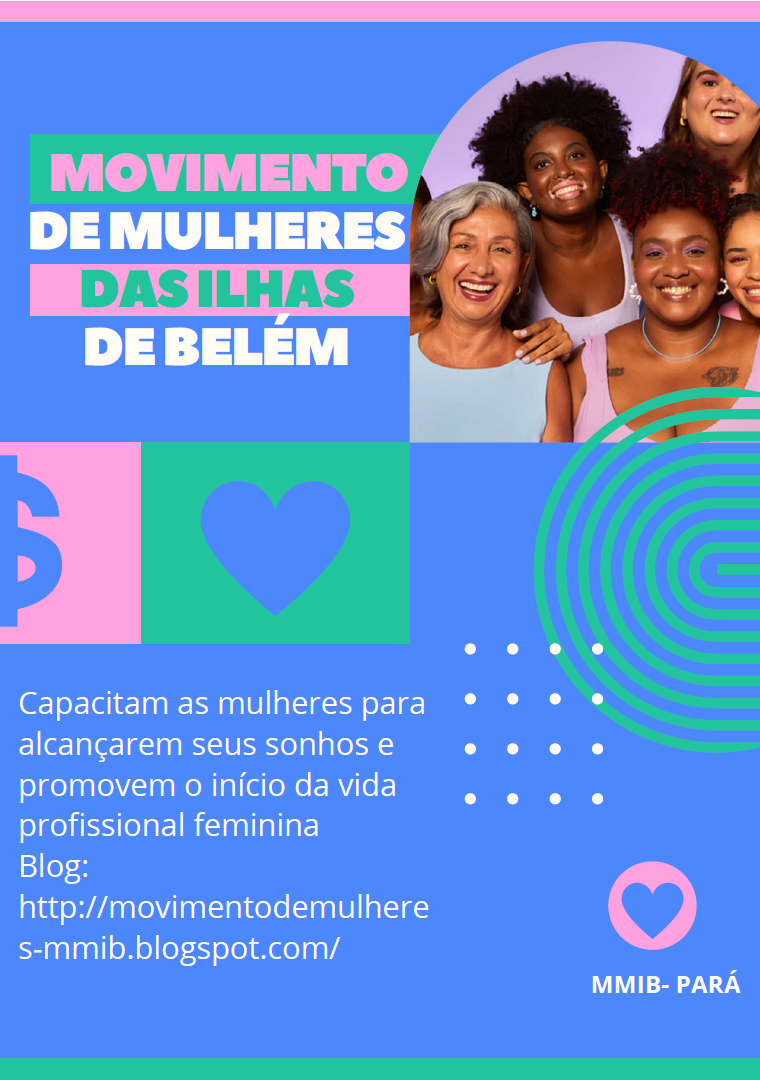 MOVIMENTO
DE MULHERES
DAS ILHAS
DE BELÉM
$
Capacitam as mulheres para
alcançarem seus sonhos e
promovem o início da vida
profissional feminina
Blog:
http://movimentodemulhere
s-mmib.blogspot.com/
MMIB- PARÁ